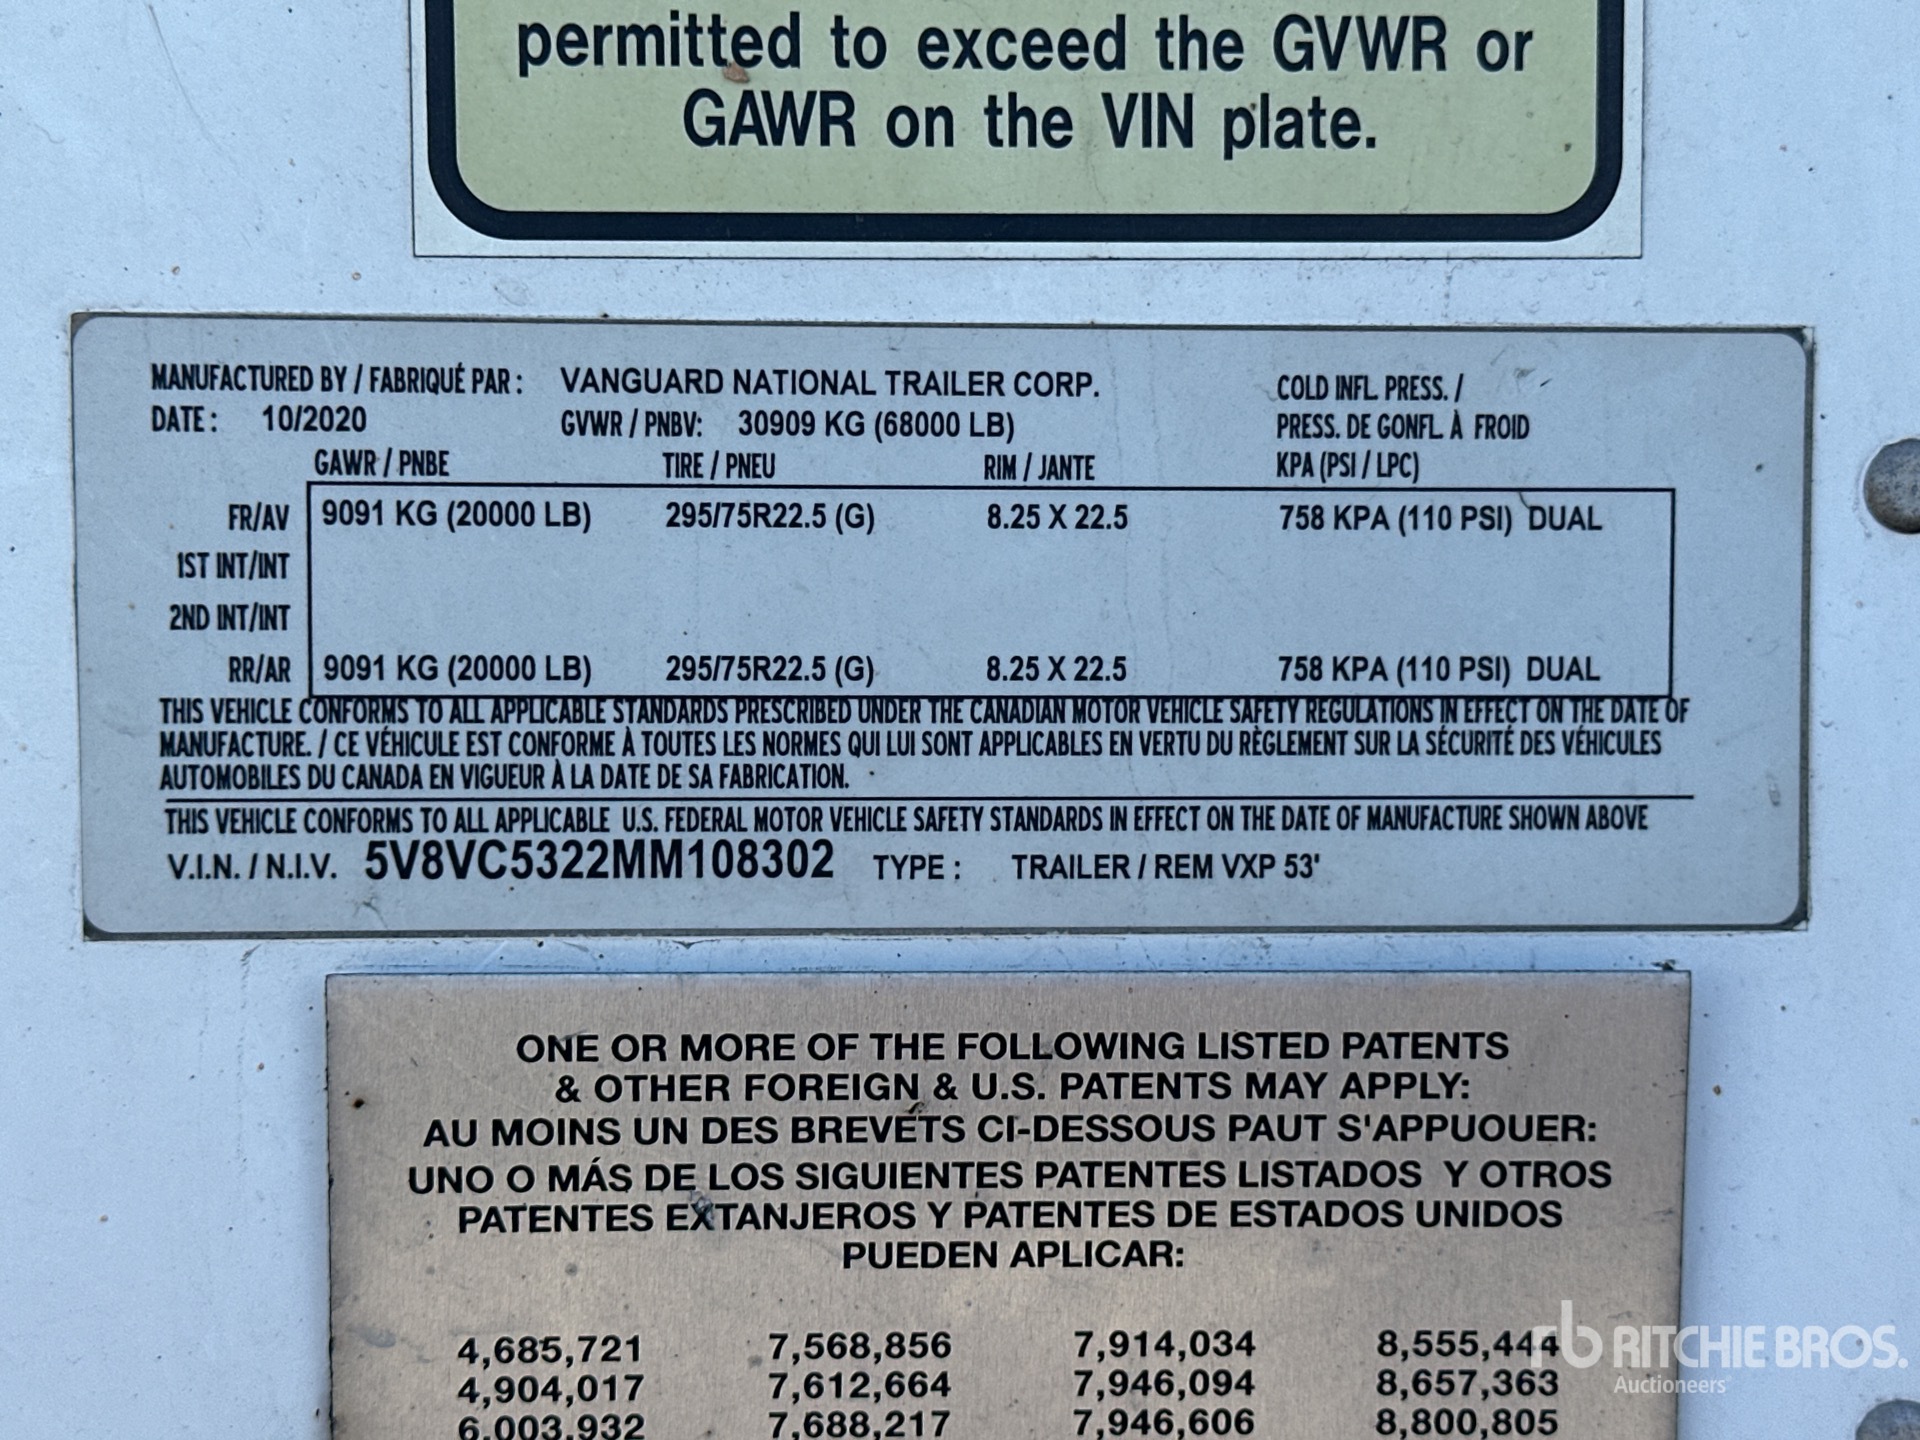 permitted to exceed the GVWR or
GAWR on the VIN plate.
MANUFACTURED BY / FABRIQUÉ PAR : VANGUARD NATIONAL TRAILER CORP. COLD INFL. PRESS. /
DATE : 10/2020 GVWR / PNBV: 30909 KG (68000 LB) PRESS. DE GONFL. À FROID
GAWR / PNBE TIRE / PNEU RIM / JANTE KPA (PSI / LPC)
FR/AV 9091 KG (20000 LB) 295/75R22.5 (G) 8.25 X 22.5 758 KPA (110 PSI) DUAL
1ST INT/INT
2ND INT/INT
RR/AR 9091 KG (20000 LB) 295/75R22.5 (G) 8.25 X 22.5 758 KPA (110 PSI) DUAL
THIS VEHICLE CONFORMS TO ALL APPLICABLE STANDARDS PRESCRIBED UNDER THE CANADIAN MOTOR VEHICLE SAFETY REGULATIONS IN EFFECT ON THE DATE OF
MANUFACTURE. / CE VÉHICULE EST CONFORME À TOUTES LES NORMES QUI LUI SONT APPLICABLES EN VERTU DU RÈGLEMENT SUR LA SÉCURITÉ DES VÉHICULES
AUTOMOBILES DU CANADA EN VIGUEUR À LA DATE DE SA FABRICATION.
THIS VEHICLE CONFORMS TO ALL APPLICABLE U.S. FEDERAL MOTOR VEHICLE SAFETY STANDARDS IN EFFECT ON THE DATE OF MANUFACTURE SHOWN ABOVE
V.I.N. / N.I.V. 5V8VC5322MM108302 TYPE : TRAILER / REM VXP 53'
ONE OR MORE OF THE FOLLOWING LISTED PATENTS
& OTHER FOREIGN & U.S. PATENTS MAY APPLY:
AU MOINS UN DES BREVETS CI-DESSOUS PAUT S'APPUOUER:
UNO O MÁS DE LOS SIGUIENTES PATENTES LISTADOS Y OTROS
PATENTES EXTANJEROS Y PATENTES DE ESTADOS UNIDOS
PUEDEN APLICAR:
4,685,721 7,568,856 7,914,034 8,555,444
4,904,017 7,612,664 7,946,094 8,657,363
6,003,932 7,688,217 7,946,606 8,800,805
rb RITCHIE BROS.
Auctioneers